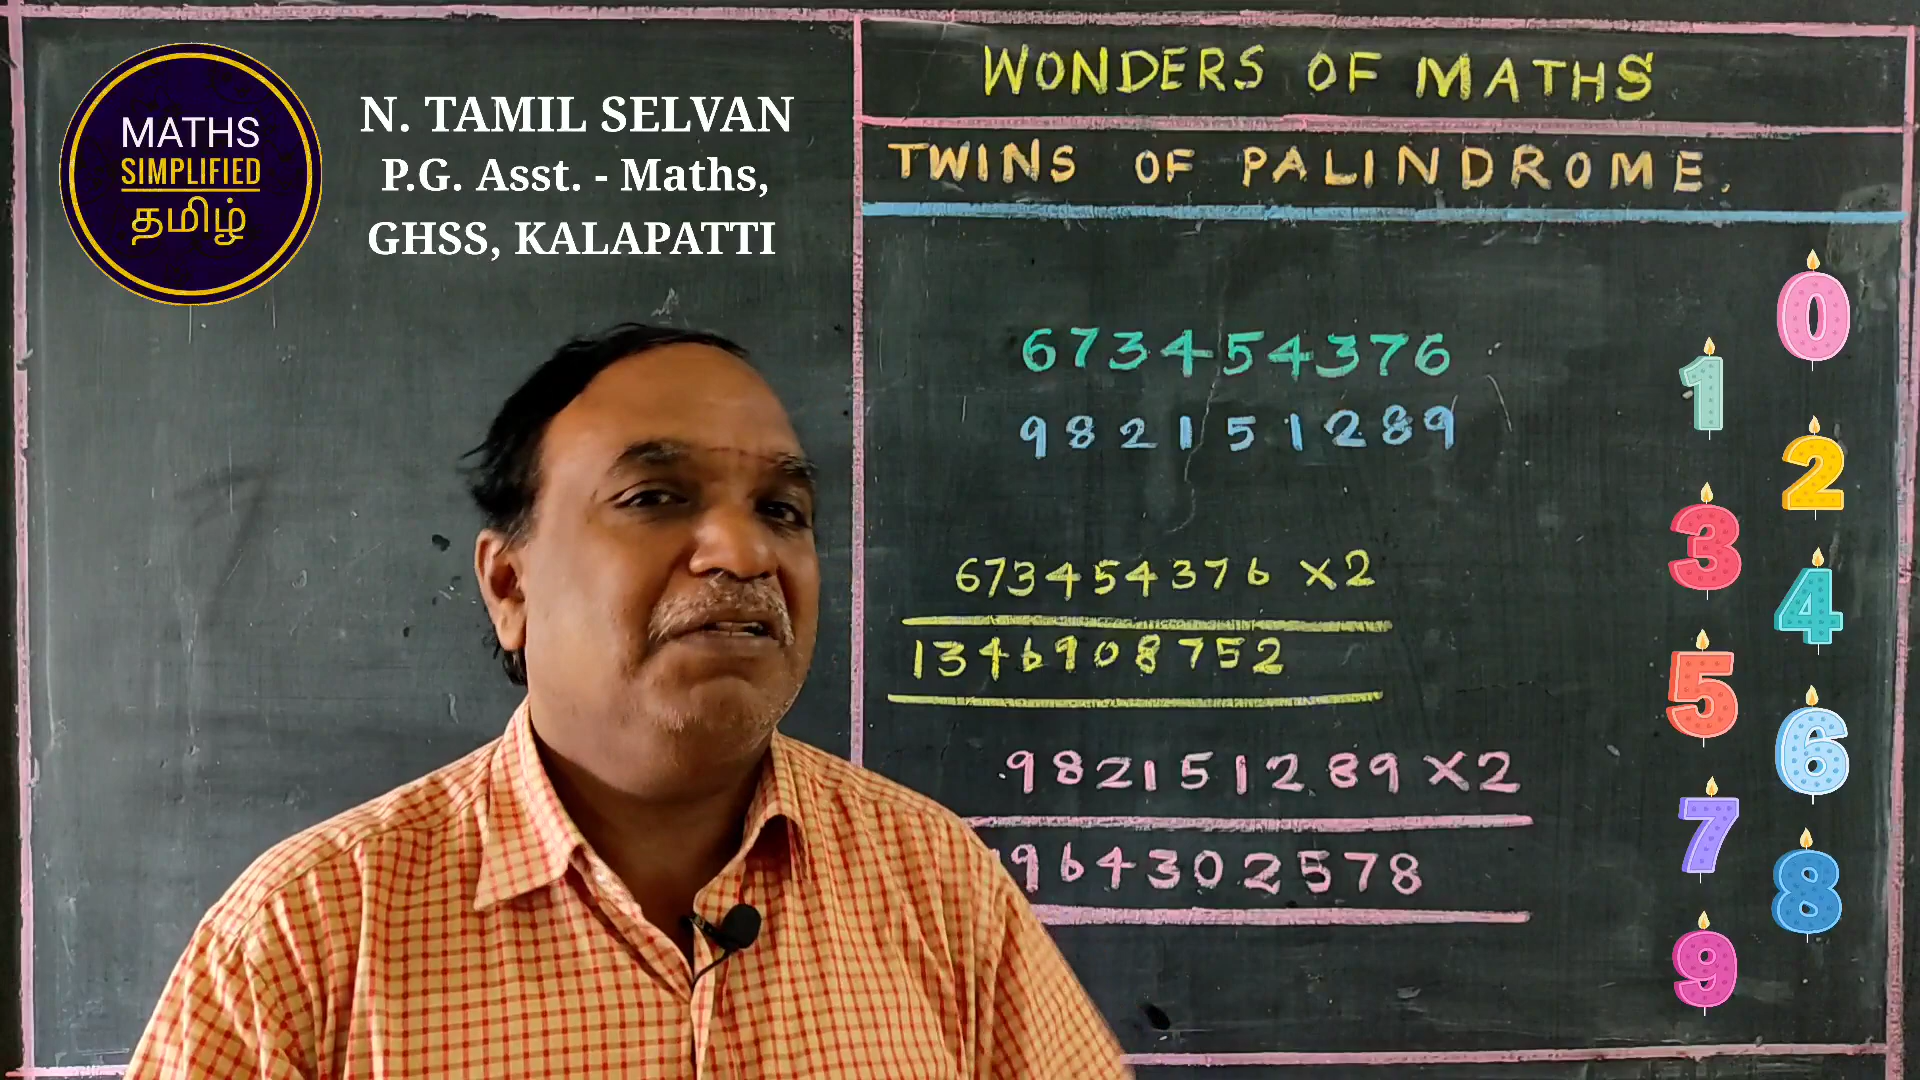 MATHS
SIMPLIFIED
தமிழ்
N. TAMIL SELVAN
P.G. Asst. - Maths,
GHSS, KALAPATTI
WONDERS OF MATHS
TWINS OF PALINDROME.
673454376
982151289
673454376 ×2
1346908752
982151289 ×2
964302578
0
1
2
3
4
5
6
7
8
9